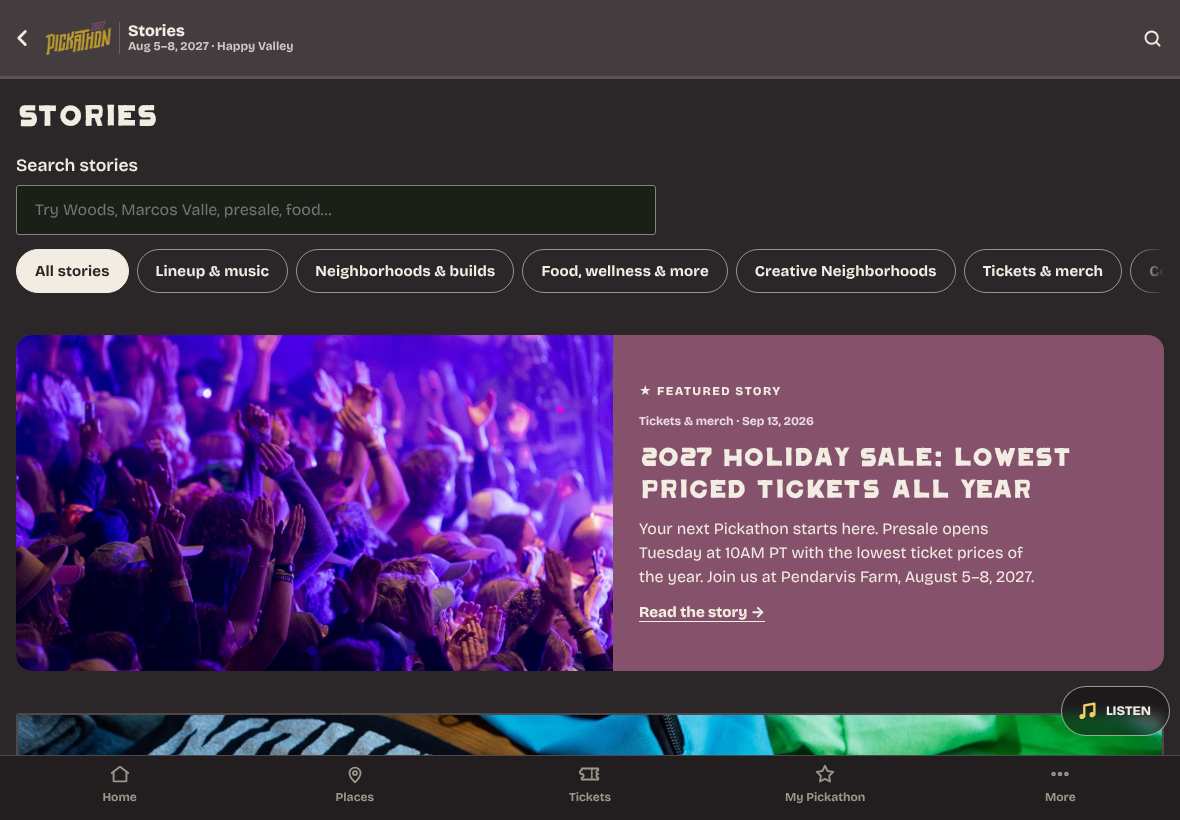 PICKATHON
Stories
Aug 5–8, 2027 · Happy Valley
STORIES
Search stories
Try Woods, Marcos Valle, presale, food...
All stories
Lineup & music
Neighborhoods & builds
Food, wellness & more
Creative Neighborhoods
Tickets & merch
★ FEATURED STORY
Tickets & merch · Sep 13, 2026
2027 HOLIDAY SALE: LOWEST
PRICED TICKETS ALL YEAR
Your next Pickathon starts here. Presale opens
Tuesday at 10AM PT with the lowest ticket prices of
the year. Join us at Pendarvis Farm, August 5–8, 2027.
Read the story →
LISTEN
Home
Places
Tickets
My Pickathon
More